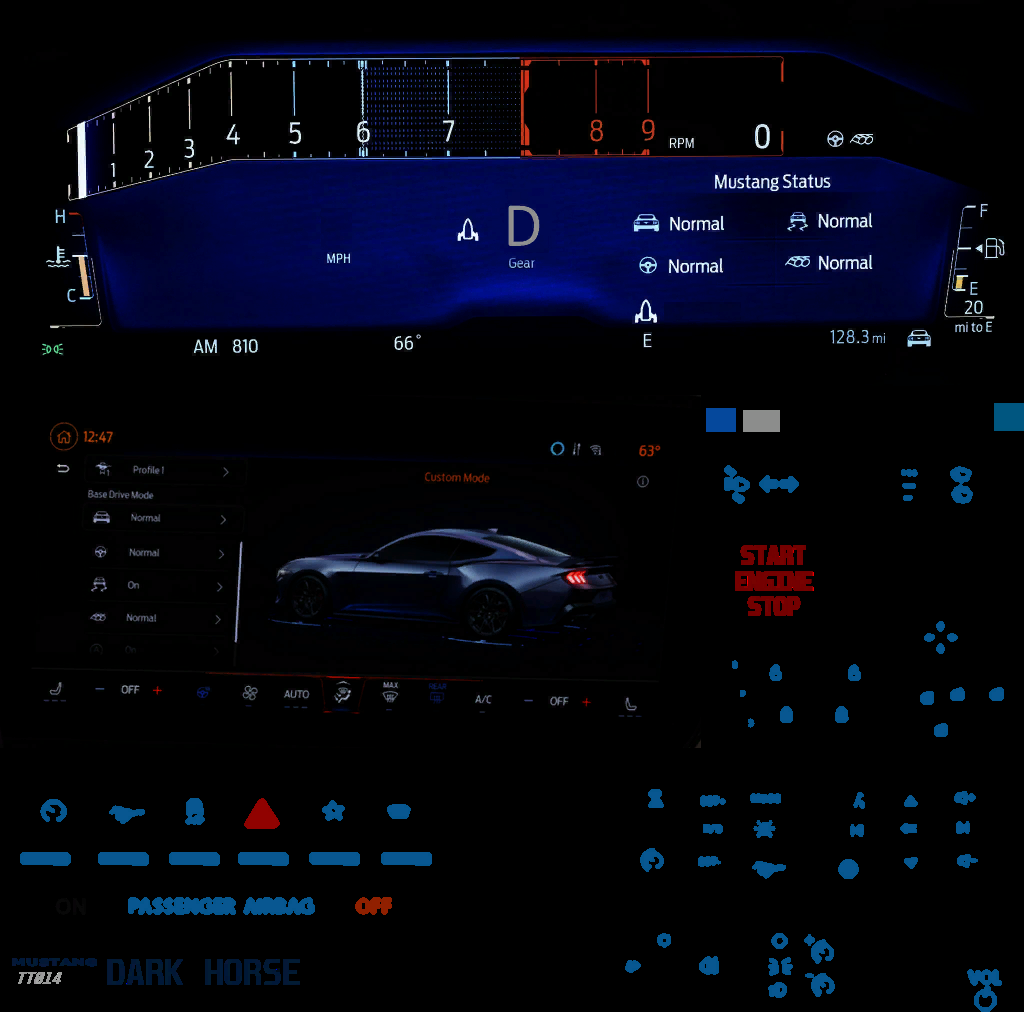 1 2 3 4 5 6 7 8 9 RPM 0
Mustang Status
H D Normal Normal F
MPH Gear
Normal Normal
C E
20
E mi to E
AM 810 66° 128.3 mi
12:47 63°
Profile 1 Custom Mode
Base Drive Mode
Normal
Normal
On
Normal
On
OFF AUTO MAX REAR A/C OFF
START
ENGINE
STOP
ON PASSENGER AIRBAG OFF
MUSTANG
TT014
DARK HORSE
VOL